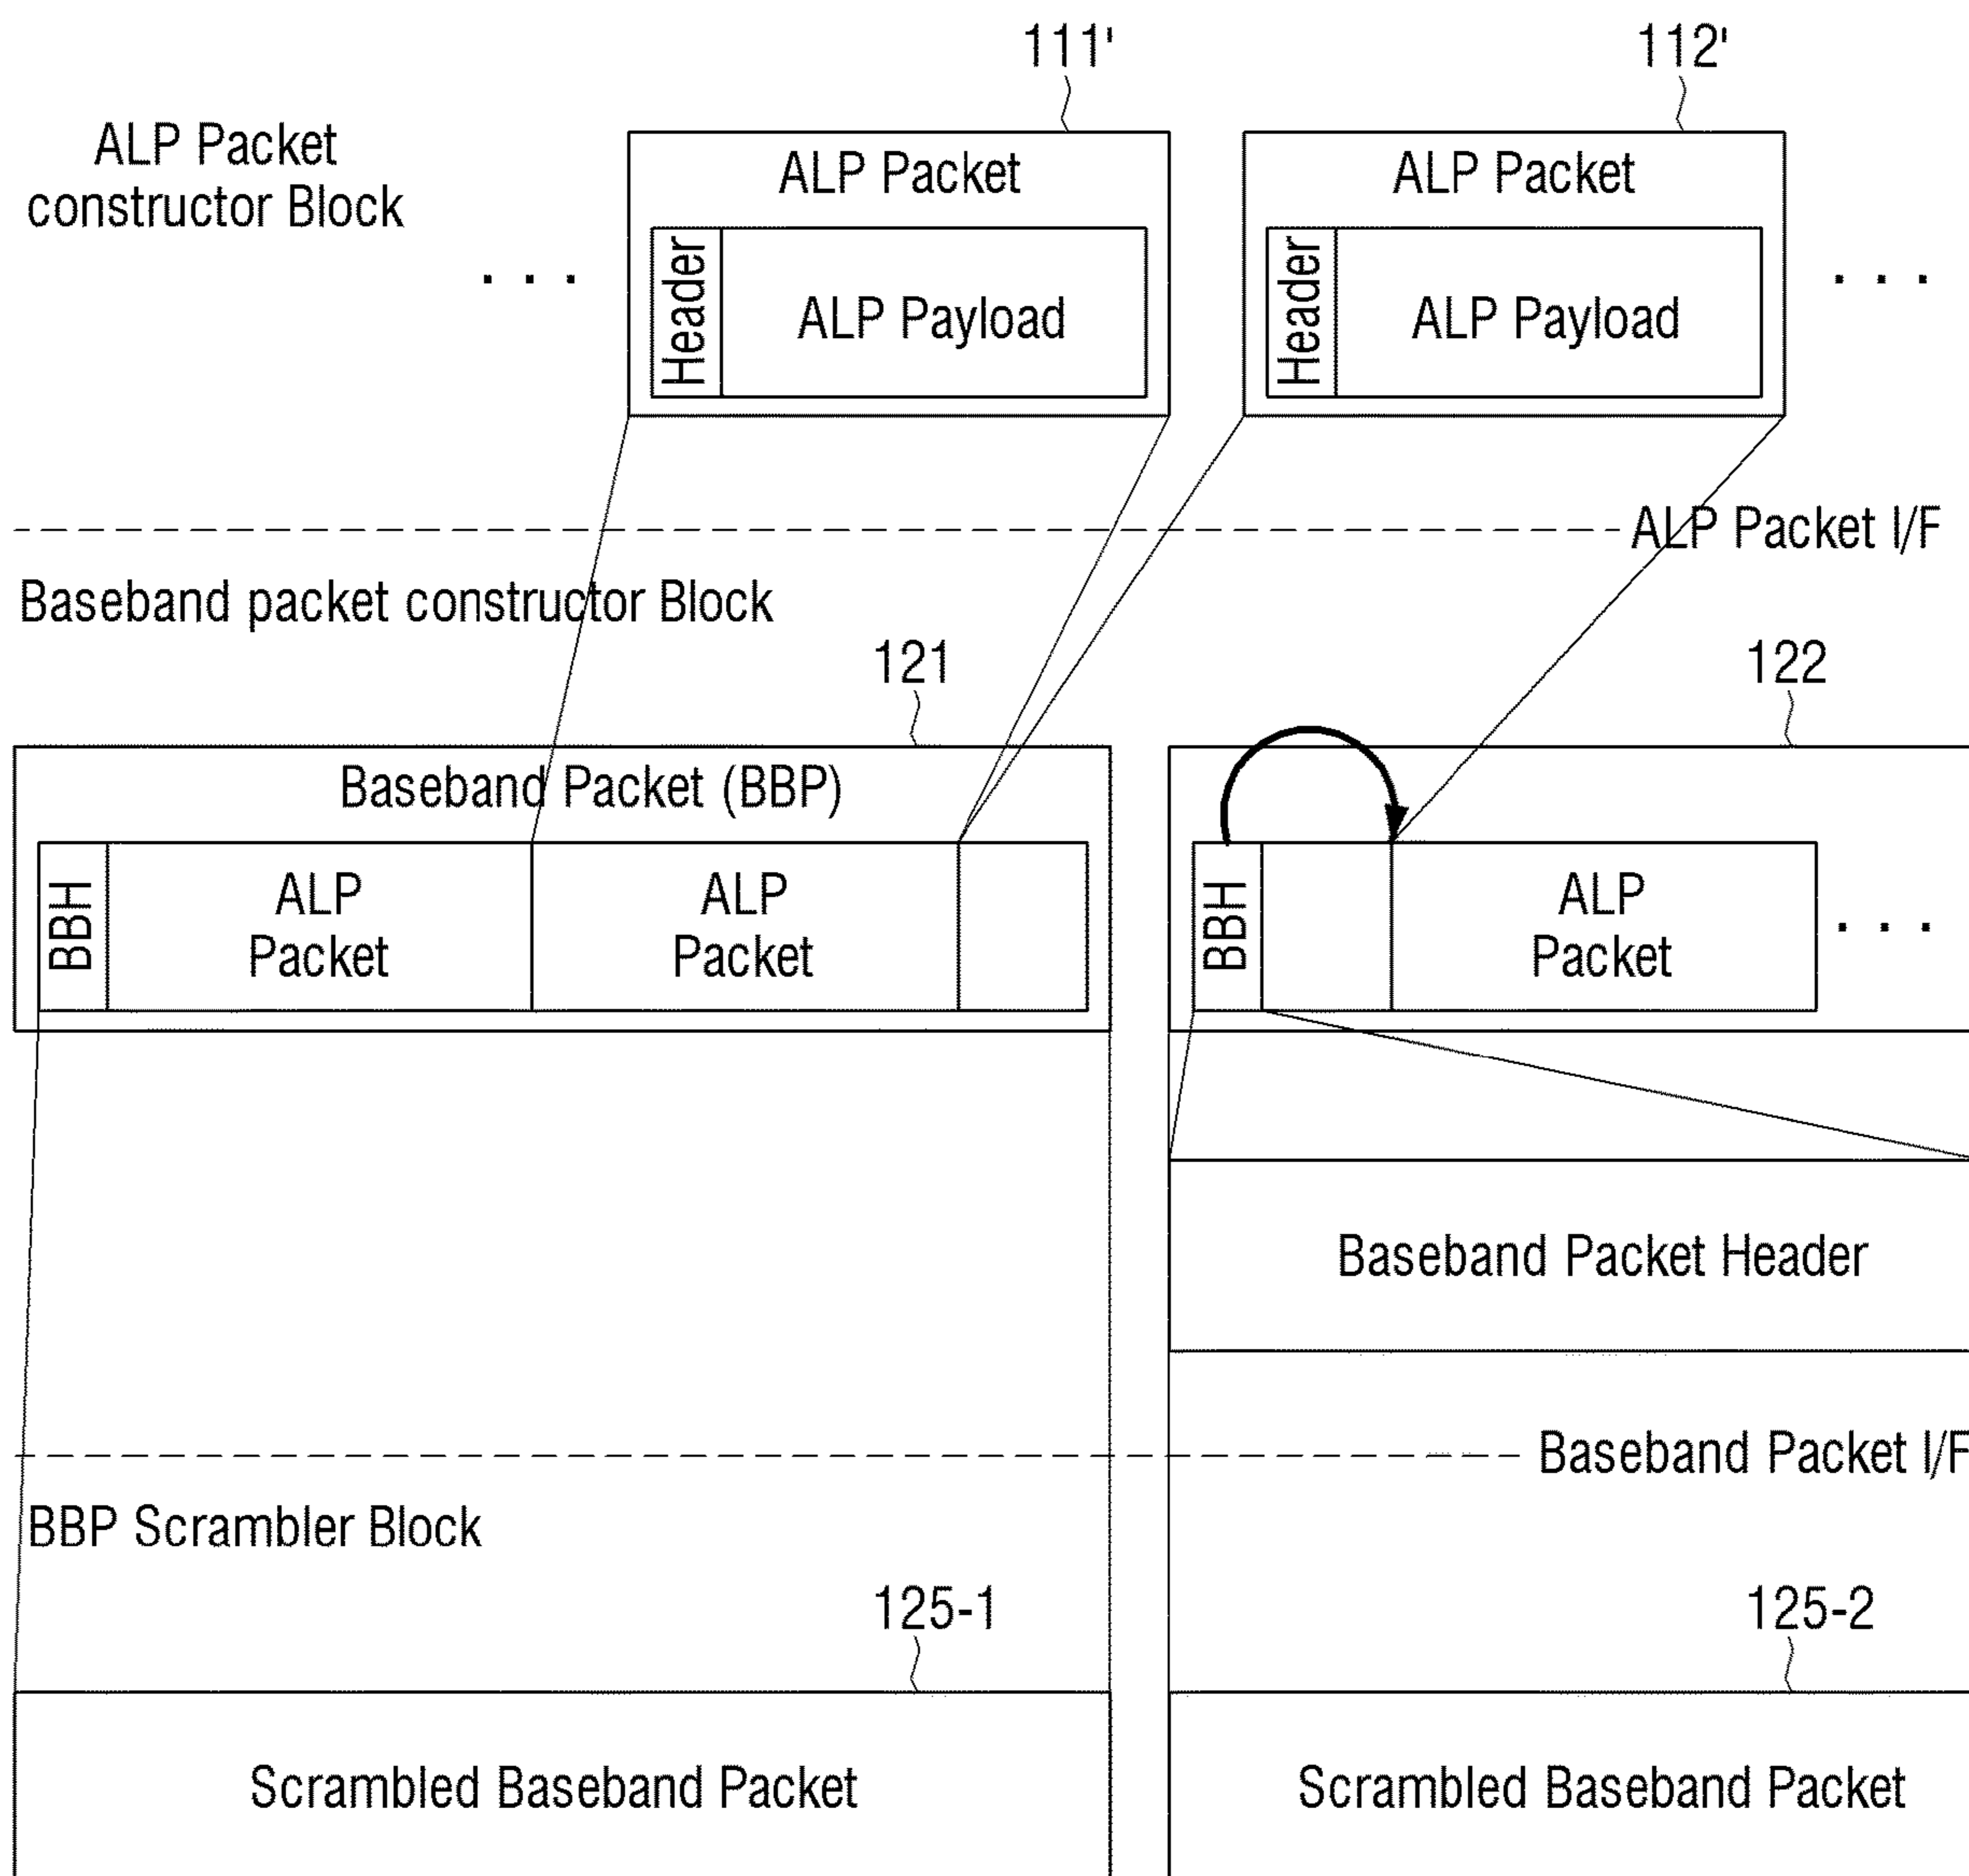 111'
112'
ALP Packet
constructor Block
ALP Packet
ALP Packet
. . .
Header
ALP Payload
Header
ALP Payload
. . .
ALP Packet I/F
Baseband packet constructor Block
121
122
Baseband Packet (BBP)
BBH
ALP
Packet
ALP
Packet
BBH
ALP
Packet
. . .
Baseband Packet Header
Baseband Packet I/F
BBP Scrambler Block
125-1
125-2
Scrambled Baseband Packet
Scrambled Baseband Packet